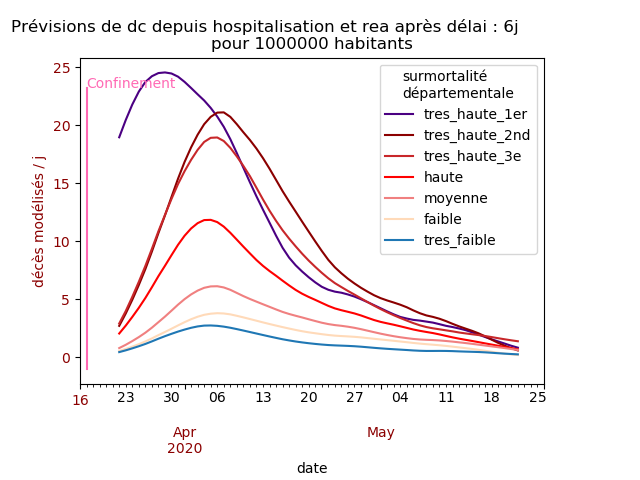 Prévisions de dc depuis hospitalisation et rea après délai : 6j
pour 1000000 habitants
décès modélisés / j
25
20
15
10
5
0
Confinement
surmortalité
départementale
tres_haute_1er
tres_haute_2nd
tres_haute_3e
haute
moyenne
faible
tres_faible
16 23 30 06 13 20 27 04 11 18 25
Apr May
2020
date